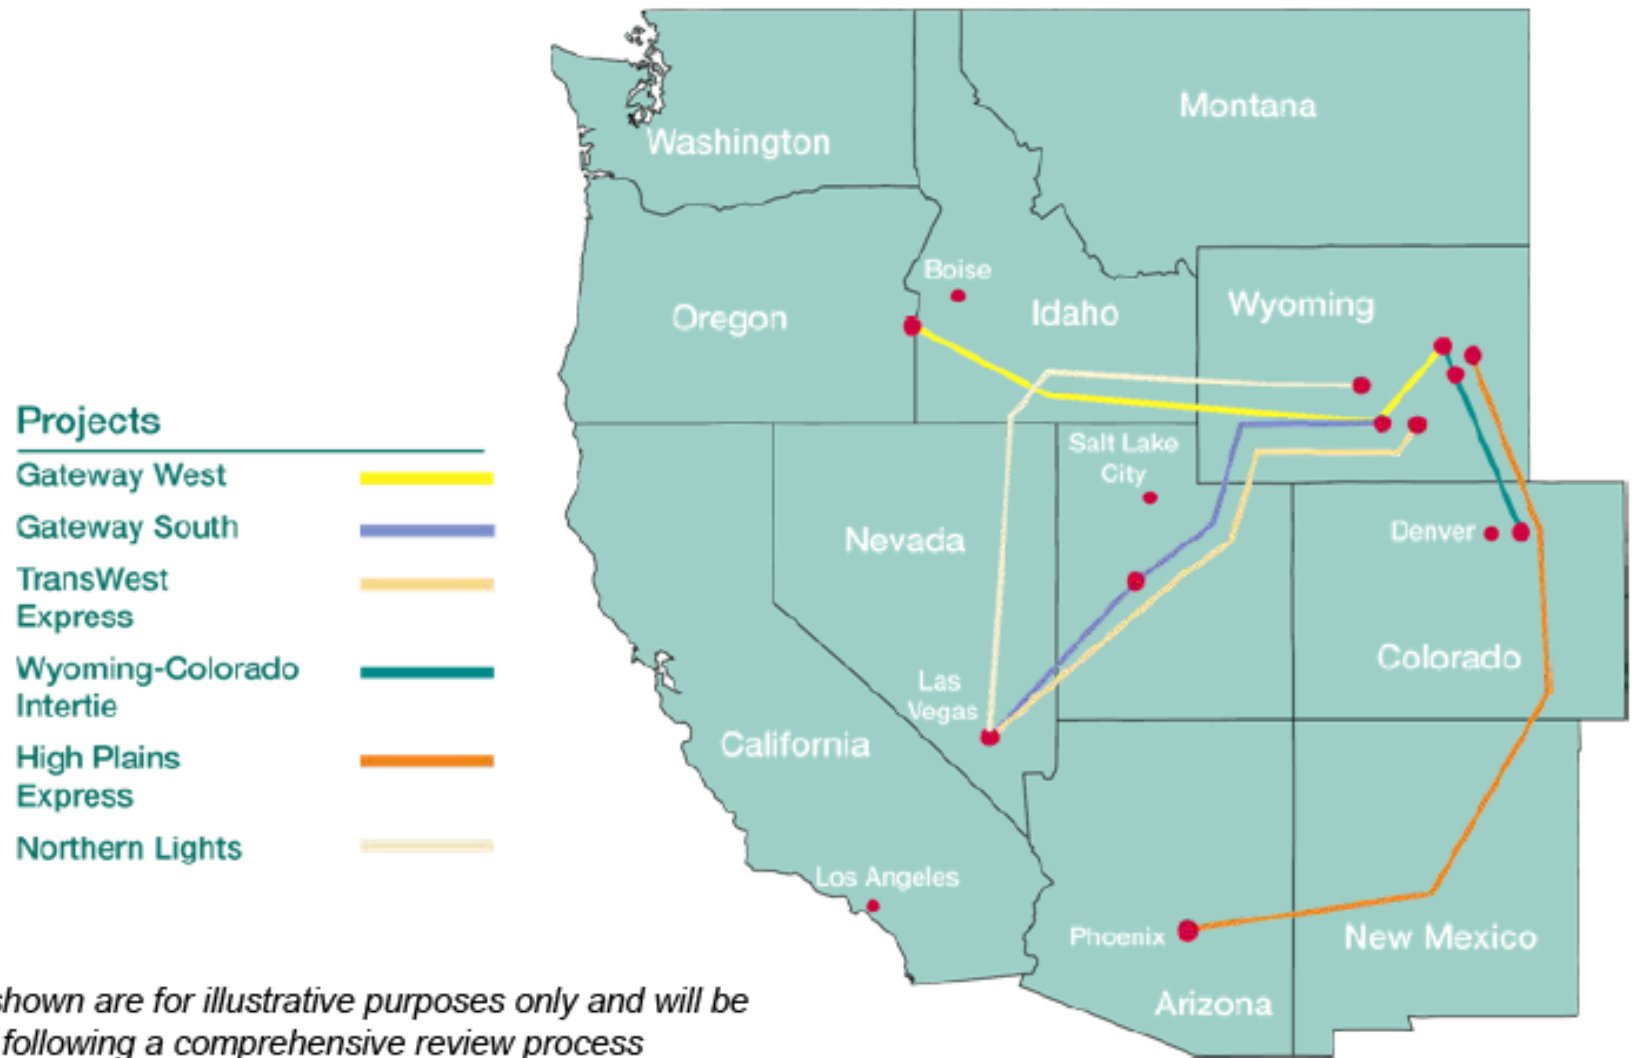 Projects
Gateway West
Gateway South
TransWest
Express
Wyoming-Colorado
Intertie
High Plains
Express
Northern Lights
Washington
Montana
Oregon
Boise
Idaho
Wyoming
Salt Lake
City
Nevada
Denver
Colorado
Las
Vegas
California
Los Angeles
Phoenix
New Mexico
Arizona
shown are for illustrative purposes only and will be
following a comprehensive review process